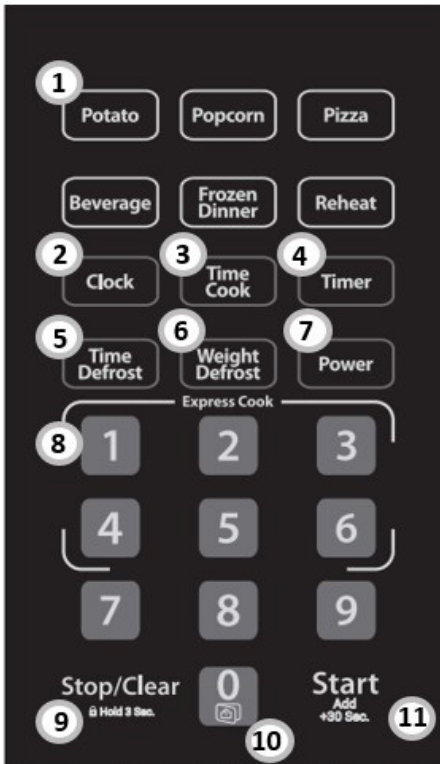 1
Potato Popcorn Pizza
Beverage Frozen Dinner Reheat
2 3 4
Clock Time Cook Timer
5 6 7
Time Defrost Weight Defrost Power
Express Cook
8
1 2 3
4 5 6
7 8 9
Stop/Clear 0 Start
Hold 3 Sec. Add
+30 Sec.
9 10 11